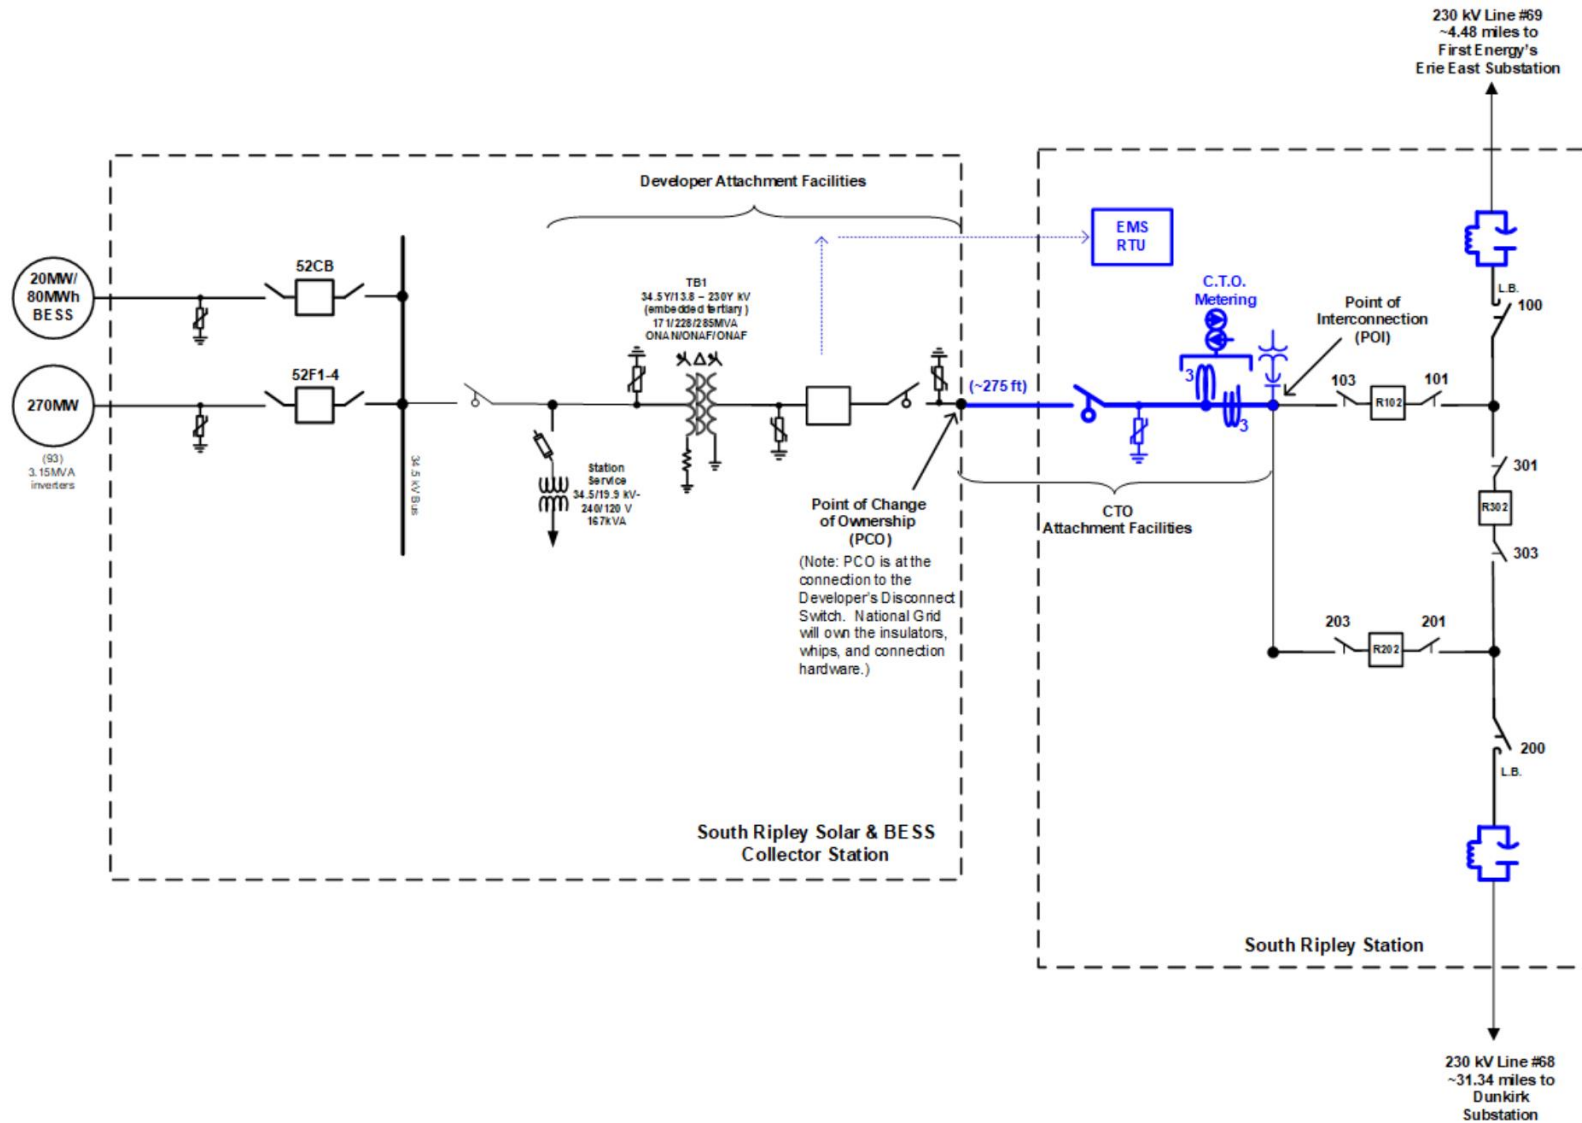 230 kV Line #69
~4.48 miles to
First Energy's
Erie East Substation
Developer Attachment Facilities
EMS
RTU
20MW/
80MWh
BESS
52CB
TB1
34.5Y/13.8 – 230Y kV
(embedded tertiary)
171/228/285MVA
ONAN/ONAF/ONAF
C.T.O.
Metering
Point of
Interconnection
(POI)
L.B.
100
270MW
52F1-4
(93)
3.15MVA
inverters
34.5 kV Bus
(~275 ft)
3
3
103
R102
101
Station
Service
34.5/19.9 kV-
240/120 V
167kVA
Point of Change
of Ownership
(PCO)
(Note: PCO is at the
connection to the
Developer's Disconnect
Switch. National Grid
will own the insulators,
whips, and connection
hardware.)
CTO
Attachment Facilities
301
R302
303
203
R202
201
200
L.B.
South Ripley Solar & BESS
Collector Station
South Ripley Station
230 kV Line #68
~31.34 miles to
Dunkirk
Substation